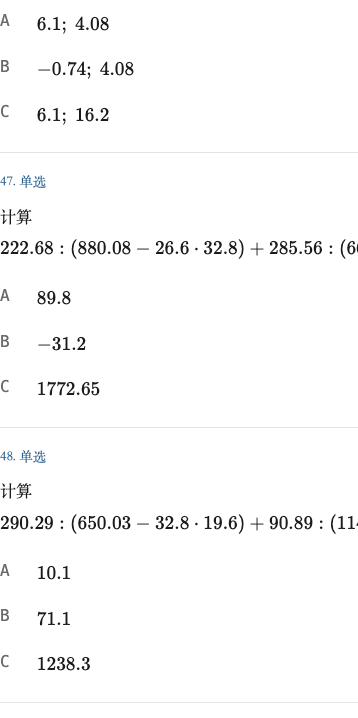 A 6.1; 4.08
B −0.74; 4.08
C 6.1; 16.2
47. 单选
计算
222.68 : (880.08 − 26.6 · 32.8) + 285.56 : (6
A 89.8
B −31.2
C 1772.65
48. 单选
计算
290.29 : (650.03 − 32.8 · 19.6) + 90.89 : (11
A 10.1
B 71.1
C 1238.3